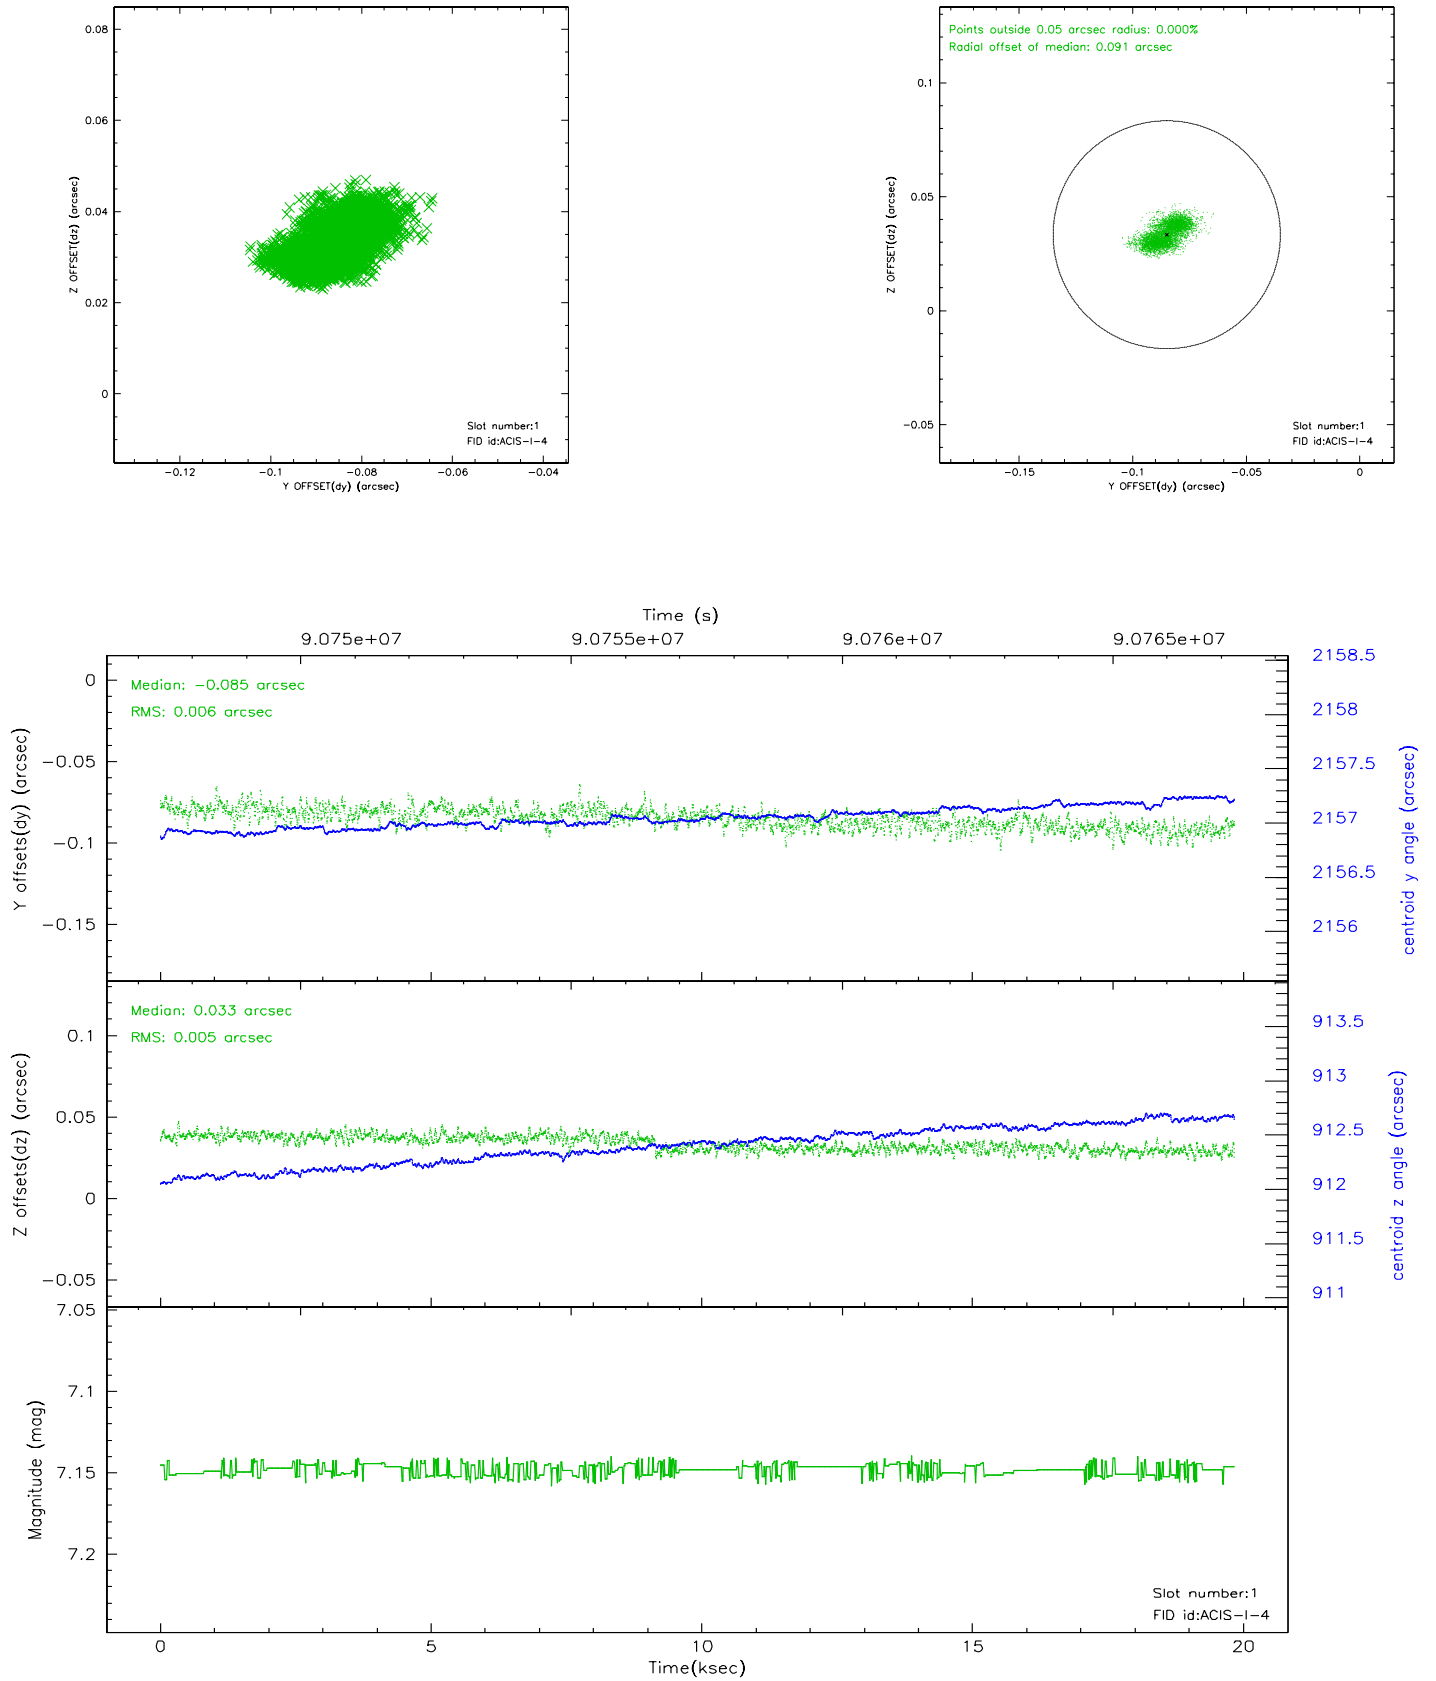 0.08
0.06
0.04
0.02
0
Z OFFSET(dz) (arcsec)
Slot number:1
FID id:ACIS-I-4
-0.12 -0.1 -0.08 -0.06 -0.04
Y OFFSET(dy) (arcsec)
Points outside 0.05 arcsec radius: 0.000%
Radial offset of median: 0.091 arcsec
0.1
0.05
0
-0.05
Z OFFSET(dz) (arcsec)
Slot number:1
FID id:ACIS-I-4
-0.15 -0.1 -0.05 0
Y OFFSET(dy) (arcsec)
Time (s)
9.075e+07 9.0755e+07 9.076e+07 9.0765e+07
Median: -0.085 arcsec
RMS: 0.006 arcsec
0
-0.05
-0.1
-0.15
Y offsets(dy) (arcsec)
2158.5
2158
2157.5
2157
2156.5
2156
centroid y angle (arcsec)
Median: 0.033 arcsec
RMS: 0.005 arcsec
0.1
0.05
0
-0.05
Z offsets(dz) (arcsec)
913.5
913
912.5
912
911.5
911
centroid z angle (arcsec)
7.05
7.1
7.15
7.2
Magnitude (mag)
Slot number:1
FID id:ACIS-I-4
0 5 10 15 20
Time(ksec)